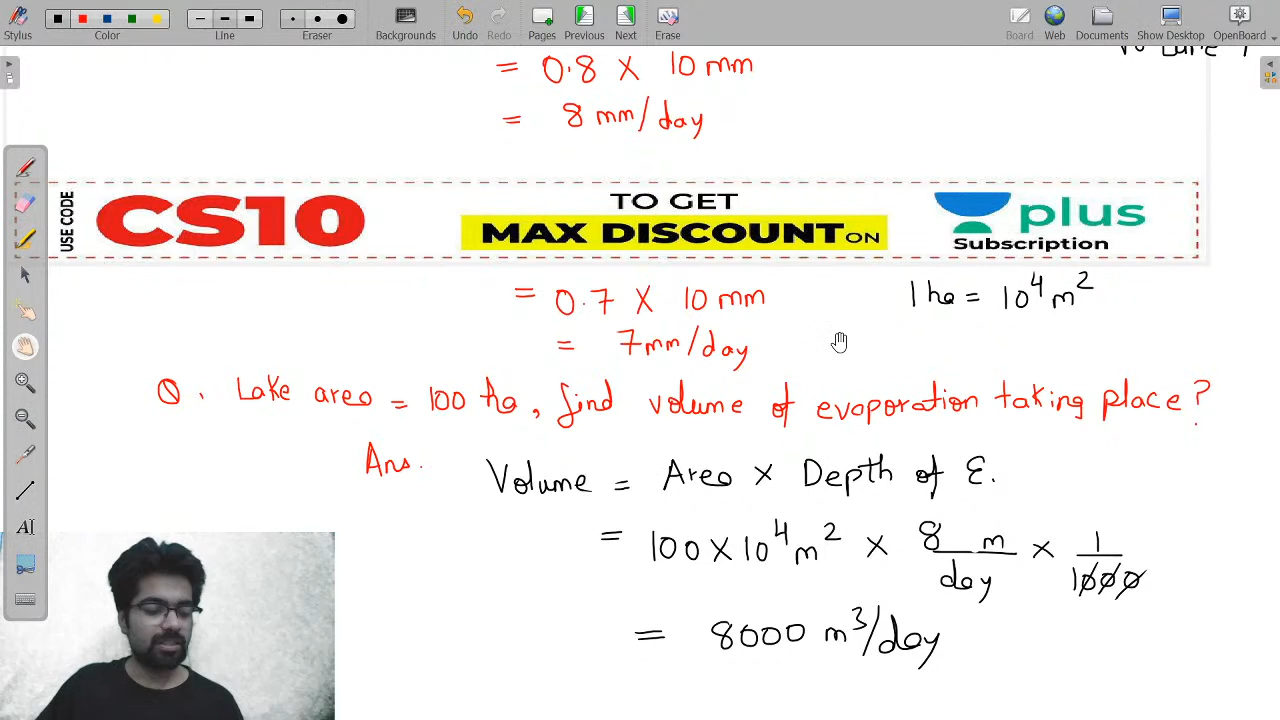 Stylus
Color
Line
Eraser
Backgrounds
Undo
Redo
Pages
Previous
Next
Erase
Board
Web
Documents
Show Desktop
OpenBoard
= 0.8 X 10 mm
= 8 mm/day
USE CODE
CS10
TO GET
MAX DISCOUNT ON
plus
Subscription
= 0.7 X 10 mm
1 ha = 10⁴ m²
= 7mm/day
Q. Lake area = 100 ha, find volume of evaporation taking place?
Ans.
Volume = Area × Depth of E.
= 100 X 10⁴ m² × 8 m/day × 1/1000
= 8000 m³/day
AI